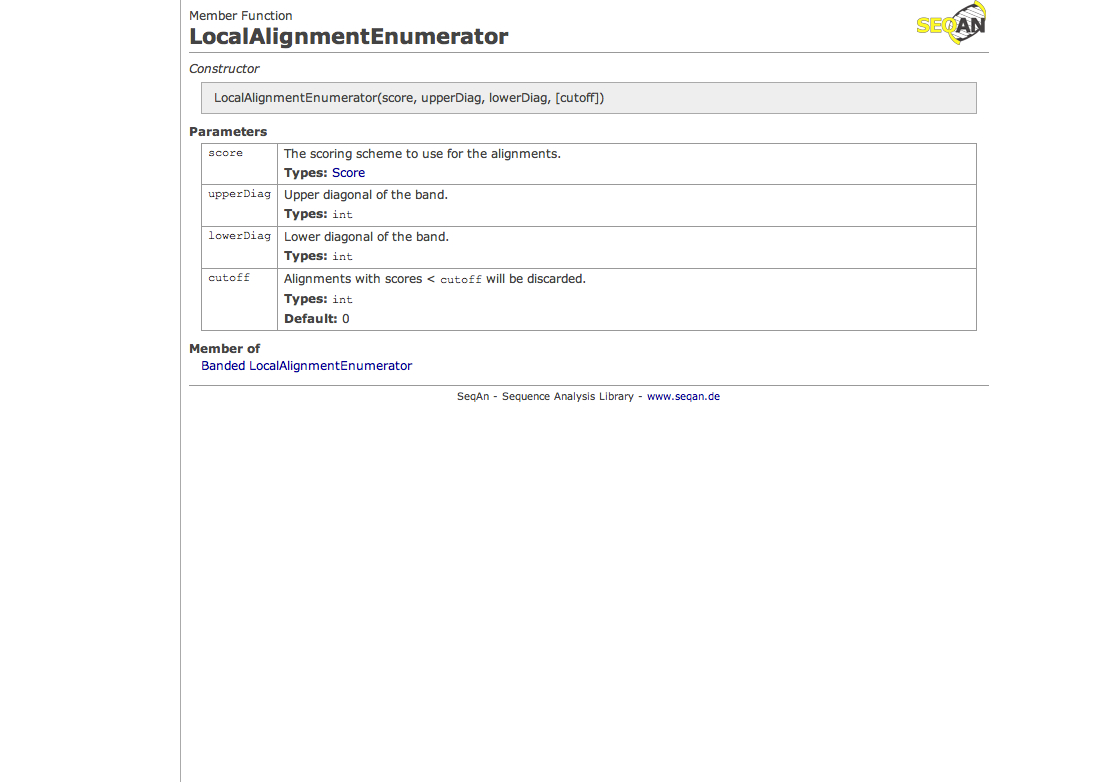 Member Function
SEQAN
LocalAlignmentEnumerator
Constructor
LocalAlignmentEnumerator(score, upperDiag, lowerDiag, [cutoff])
Parameters
score
The scoring scheme to use for the alignments.
Types: Score
upperDiag
Upper diagonal of the band.
Types: int
lowerDiag
Lower diagonal of the band.
Types: int
cutoff
Alignments with scores < cutoff will be discarded.
Types: int
Default: 0
Member of
Banded LocalAlignmentEnumerator
SeqAn - Sequence Analysis Library - www.seqan.de